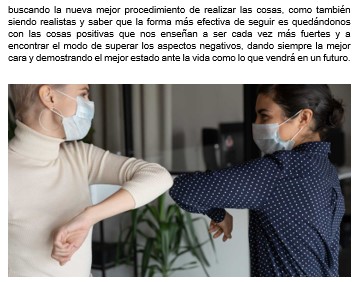 buscando la nueva mejor procedimiento de realizar las cosas, como también
siendo realistas y saber que la forma más efectiva de seguir es quedándonos
con las cosas positivas que nos enseñan a ser cada vez más fuertes y a
encontrar el modo de superar los aspectos negativos, dando siempre la mejor
cara y demostrando el mejor estado ante la vida como lo que vendrá en un futuro.